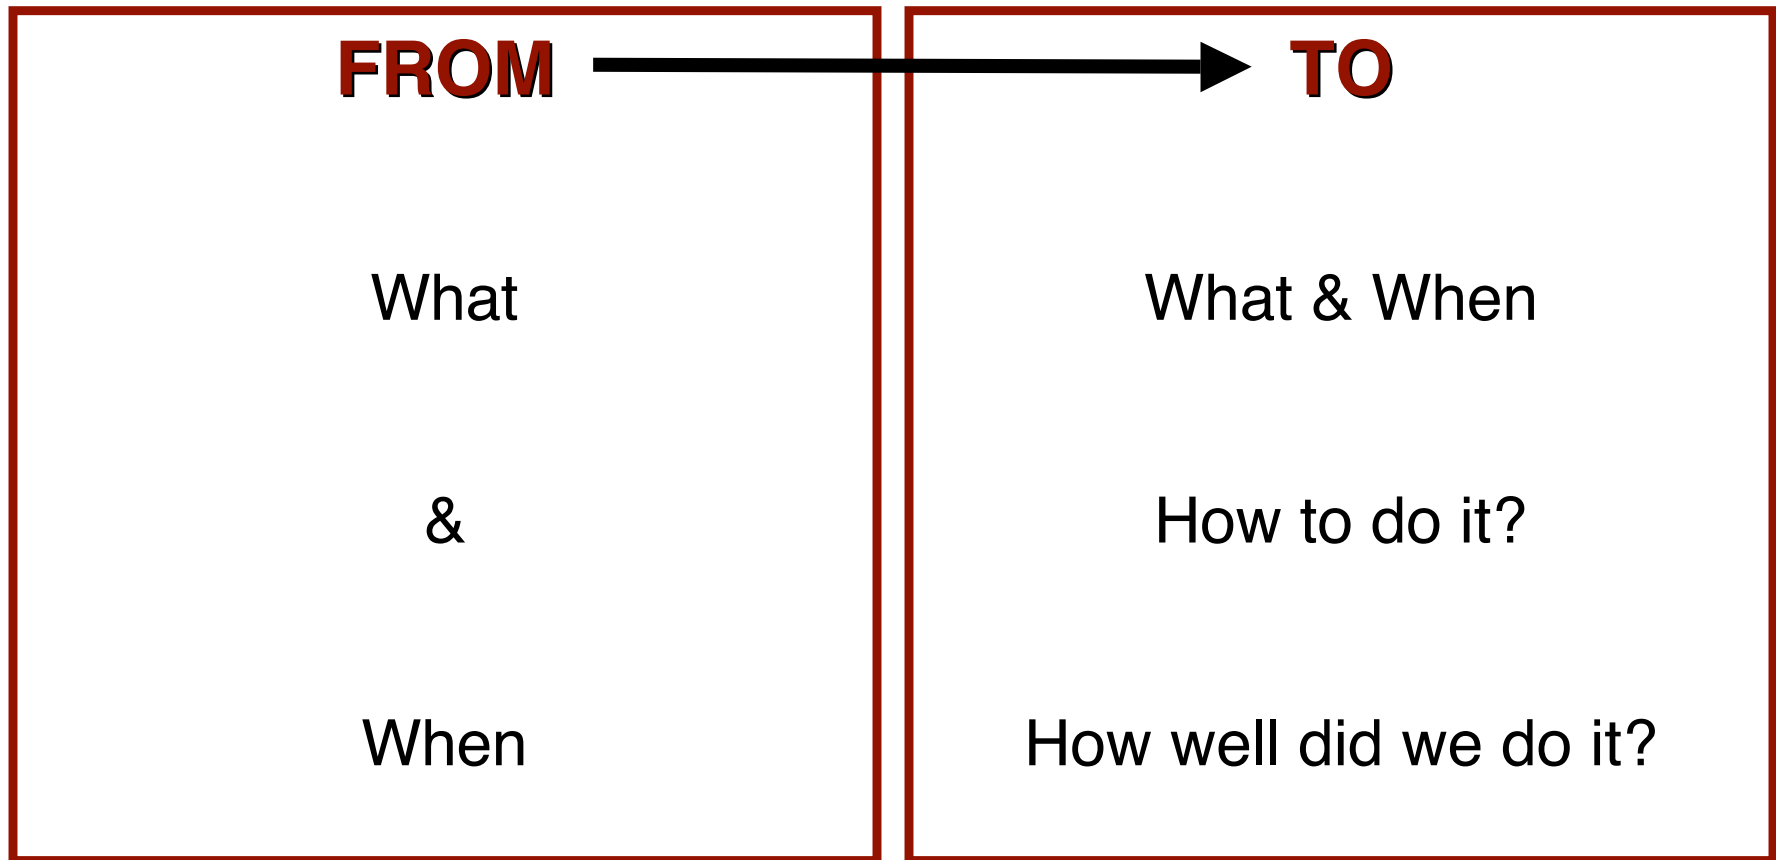 FROM
What
&
When
TO
What & When
How to do it?
How well did we do it?